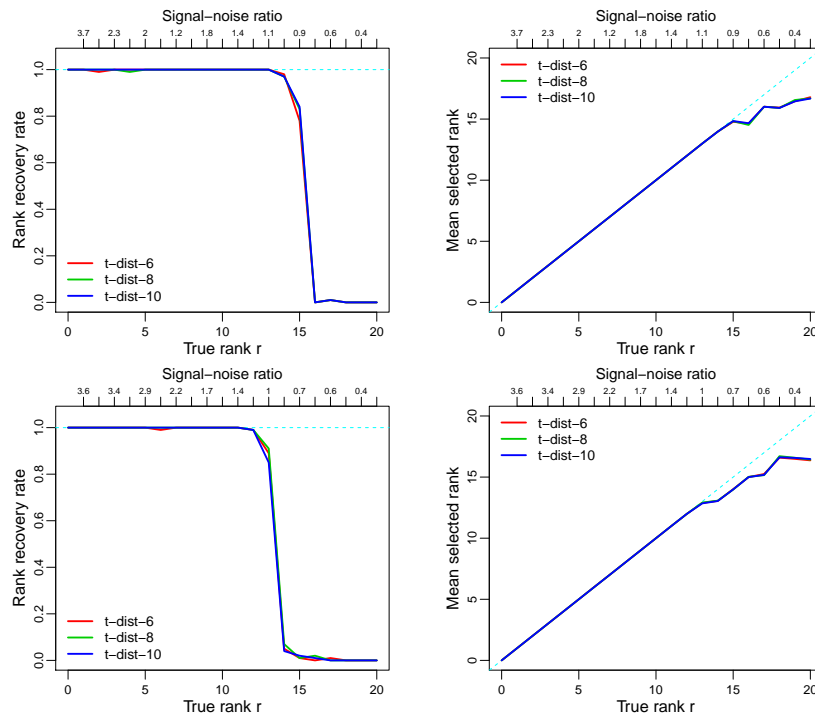 Signal−noise ratio
3.7 2.3 2 1.2 1.8 1.4 1.1 0.9 0.6 0.4
1.0
0.8
0.6
0.4
0.2
0.0
Rank recovery rate
t−dist−6
t−dist−8
t−dist−10
0 5 10 15 20
True rank r
Signal−noise ratio
3.7 2.3 2 1.2 1.8 1.4 1.1 0.9 0.6 0.4
20
15
10
5
0
Mean selected rank
t−dist−6
t−dist−8
t−dist−10
0 5 10 15 20
True rank r
Signal−noise ratio
3.6 3.4 2.9 2.2 1.7 1.4 1 0.7 0.6 0.4
1.0
0.8
0.6
0.4
0.2
0.0
Rank recovery rate
t−dist−6
t−dist−8
t−dist−10
0 5 10 15 20
True rank r
Signal−noise ratio
3.6 3.4 2.9 2.2 1.7 1.4 1 0.7 0.6 0.4
20
15
10
5
0
Mean selected rank
t−dist−6
t−dist−8
t−dist−10
0 5 10 15 20
True rank r